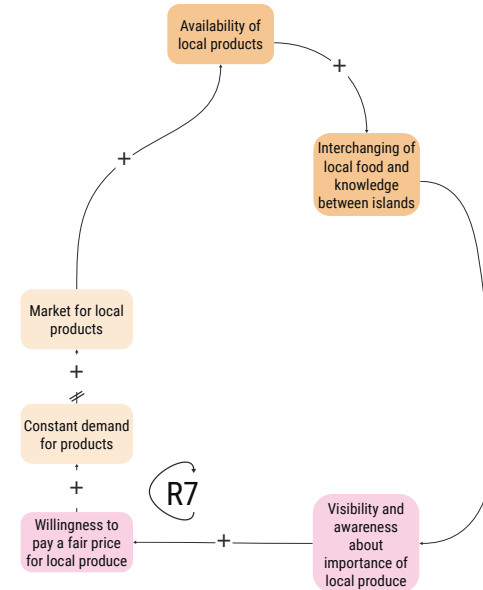 Availability of
local products
+
Interchanging of
local food and
knowledge
between islands
+
Market for local
products
+
Constant demand
for products
+
R7
Willingness to
pay a fair price
for local produce
+
Visibility and
awareness
about
importance of
local produce